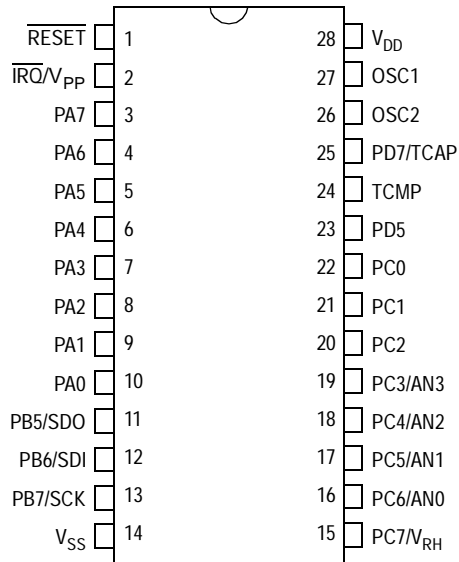 RESET 1 28 VDD
IRQ/VPP 2 27 OSC1
PA7 3 26 OSC2
PA6 4 25 PD7/TCAP
PA5 5 24 TCMP
PA4 6 23 PD5
PA3 7 22 PC0
PA2 8 21 PC1
PA1 9 20 PC2
PA0 10 19 PC3/AN3
PB5/SDO 11 18 PC4/AN2
PB6/SDI 12 17 PC5/AN1
PB7/SCK 13 16 PC6/AN0
VSS 14 15 PC7/VRH